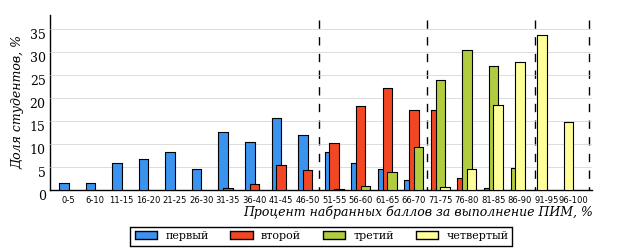 Доля студентов, %
35
30
25
20
15
10
5
0
0-5 6-10 11-15 16-20 21-25 26-30 31-35 36-40 41-45 46-50 51-55 56-60 61-65 66-70 71-75 76-80 81-85 86-90 91-95 96-100
Процент набранных баллов за выполнение ПИМ, %
первый второй третий четвертый